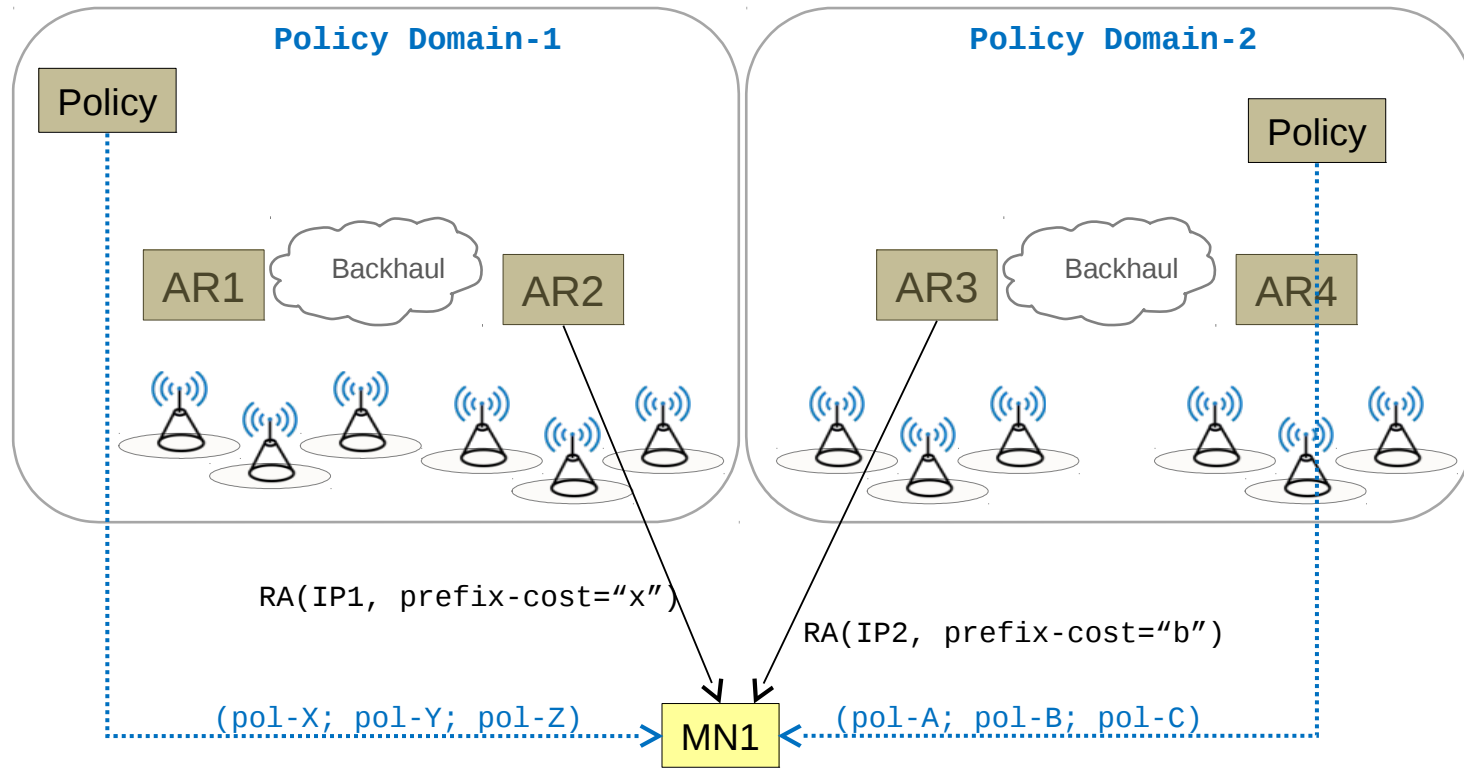 Policy Domain-1
Policy Domain-2
Policy
Policy
AR1
Backhaul
AR2
AR3
Backhaul
AR4
RA(IP1, prefix-cost=“x”)
RA(IP2, prefix-cost=“b”)
(pol-X; pol-Y; pol-Z)
MN1
(pol-A; pol-B; pol-C)